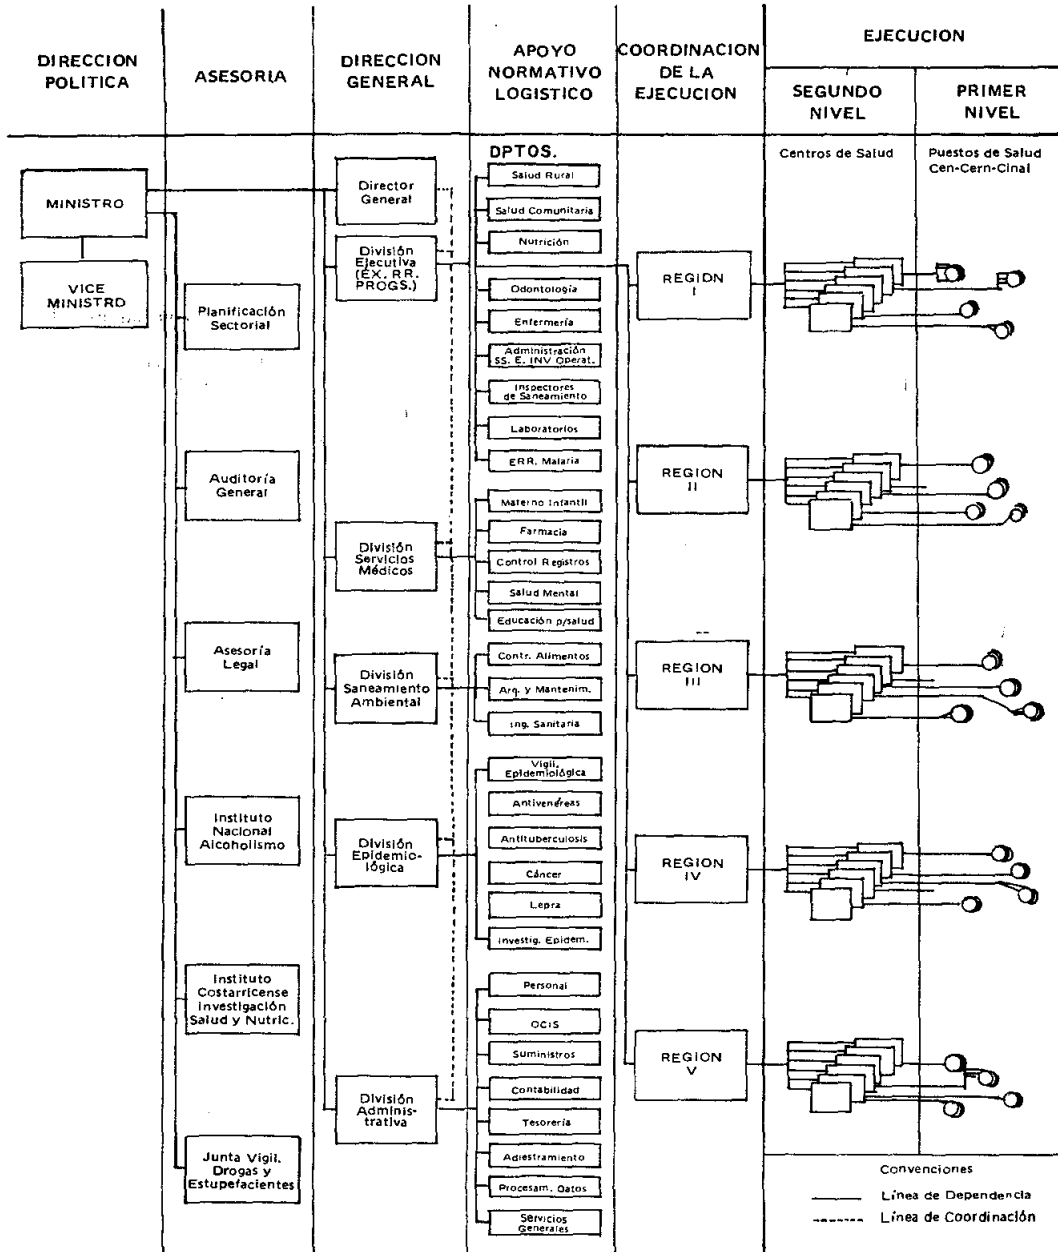 DIRECCION
POLITICA
ASESORIA
DIRECCION
GENERAL
APOYO
NORMATIVO
LOGISTICO
COORDINACION
DE LA
EJECUCION
EJECUCION
SEGUNDO
NIVEL
PRIMER
NIVEL
MINISTRO
VICE
MINISTRO
Planificación
Sectorial
Auditoría
General
Asesoría
Legal
Instituto
Nacional
Alcoholismo
Instituto
Costarricense
Investigación
Salud y Nutric.
Junta Vigil.
Drogas y
Estupefacientes
Director
General
División
Ejecutiva
(EX. RR.
PROGS.)
División
Servicios
Médicos
División
Saneamiento
Ambiental
División
Epidemio-
lógica
División
Adminis-
trativa
DPTOS.
Salud Rural
Salud Comunitaria
Nutrición
Odontología
Enfermería
Administración
SS. E. INV Operat.
Inspectores
de Saneamiento
Laboratorios
ERR. Malaria
Materno Infantil
Farmacia
Control Registros
Salud Mental
Educación p/salud
Contr. Alimentos
Arq. y Mantenim.
Ing. Sanitaria
Vigil.
Epidemiológica
Antivenéreas
Antituberculosis
Cáncer
Lepra
Investig. Epidem.
Personal
OCIS
Suministros
Contabilidad
Tesorería
Adiestramiento
Procesam. Datos
Servicios
Generales
REGION
I
REGION
II
REGION
III
REGION
IV
REGION
V
Centros de Salud
Puestos de Salud
Cen-Cern-Cinal
Convenciones
Línea de Dependencia
Línea de Coordinación